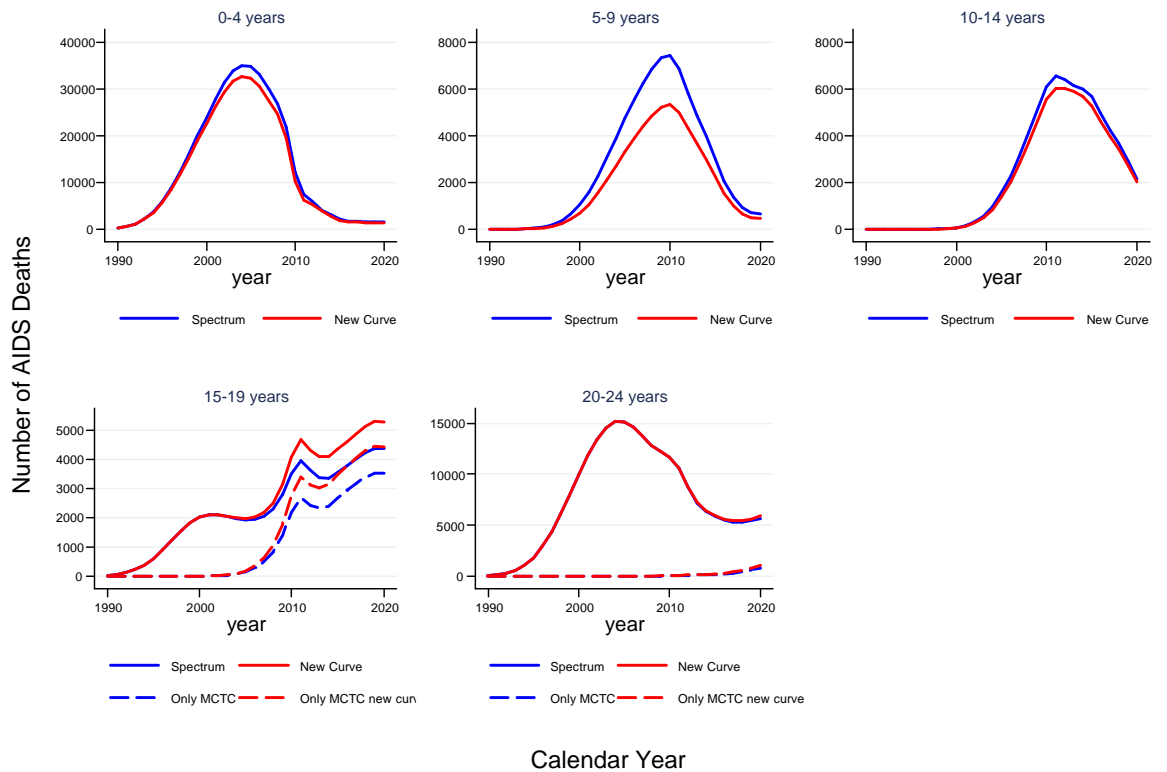 Number of AIDS Deaths
0-4 years
40000
30000
20000
10000
0
1990 2000 2010 2020
year
Spectrum New Curve
5-9 years
8000
6000
4000
2000
0
1990 2000 2010 2020
year
Spectrum New Curve
10-14 years
8000
6000
4000
2000
0
1990 2000 2010 2020
year
Spectrum New Curve
15-19 years
5000
4000
3000
2000
1000
0
1990 2000 2010 2020
year
Spectrum New Curve
Only MCTC Only MCTC new curv
20-24 years
15000
10000
5000
0
1990 2000 2010 2020
year
Spectrum New Curve
Only MCTC Only MCTC new curve
Calendar Year